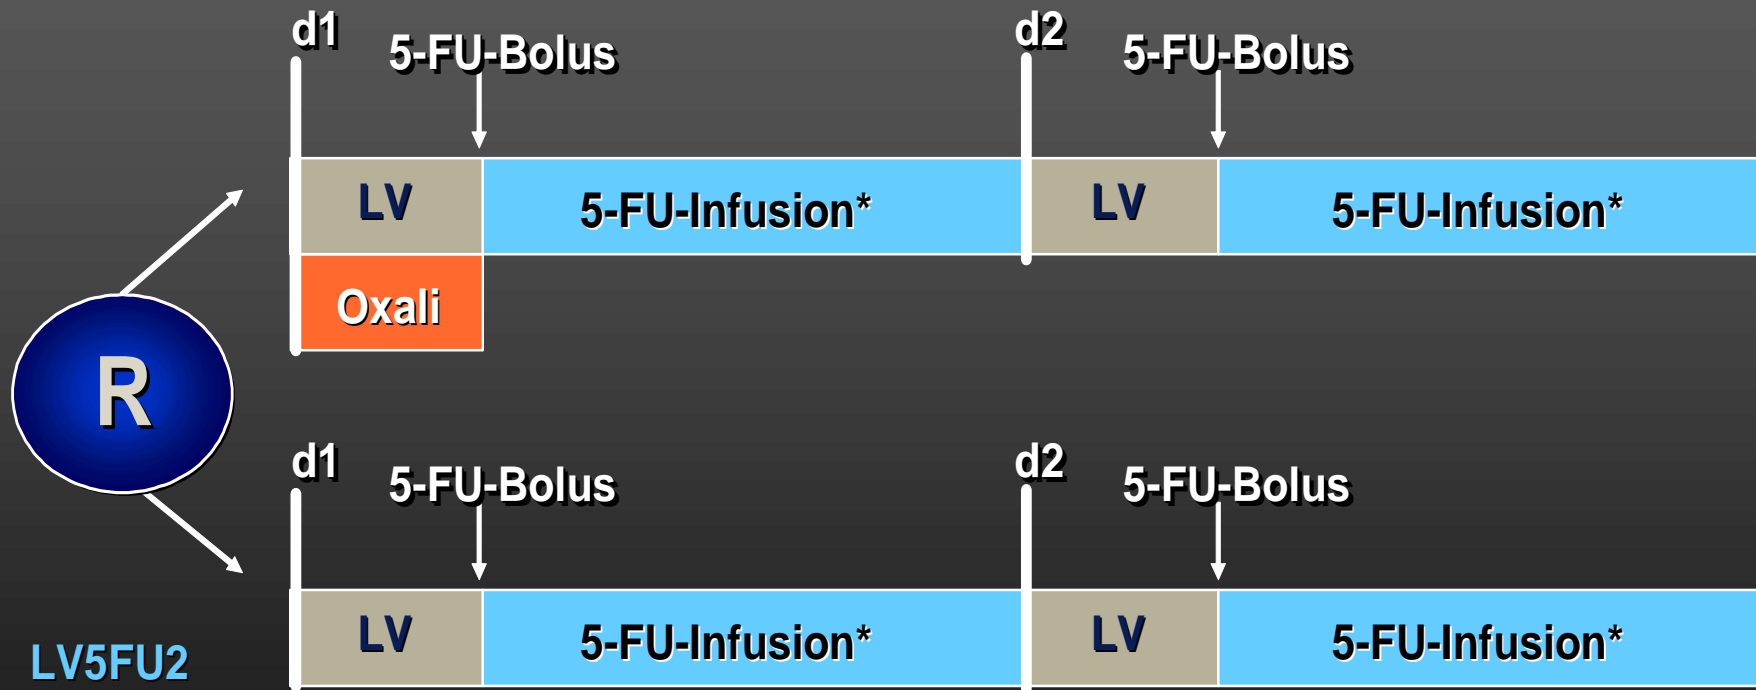 d1 5-FU-Bolus d2 5-FU-Bolus
LV 5-FU-Infusion* LV 5-FU-Infusion*
Oxali
R
d1 5-FU-Bolus d2 5-FU-Bolus
LV 5-FU-Infusion* LV 5-FU-Infusion*
LV5FU2